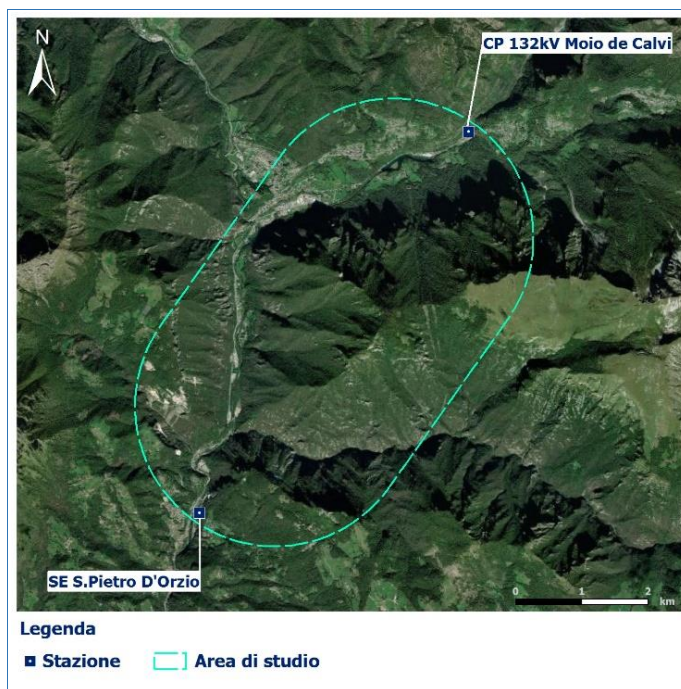 N
CP 132kV Moio de Calvi
SE S.Pietro D'Orzio
0 1 2
km
Legenda
Stazione Area di studio